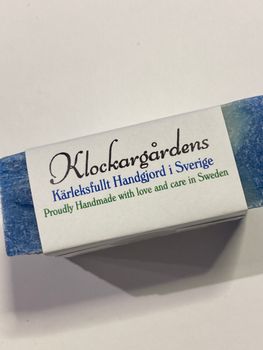 Klockargårdens
Kärleksfullt Handgjord i Sverige
Proudly Handmade with love and care in Sweden